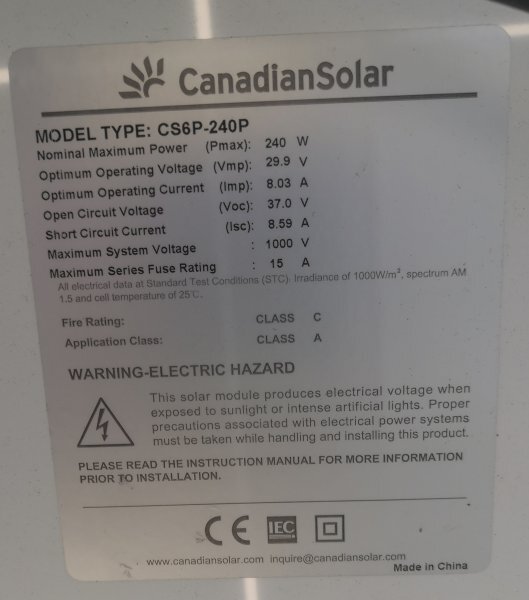 CanadianSolar
MODEL TYPE: CS6P-240P
Nominal Maximum Power (Pmax): 240 W
Optimum Operating Voltage (Vmp): 29.9 V
Optimum Operating Current (Imp): 8.03 A
Open Circuit Voltage (Voc): 37.0 V
Short Circuit Current (Isc): 8.59 A
Maximum System Voltage : 1000 V
Maximum Series Fuse Rating : 15 A
All electrical data at Standard Test Conditions (STC). Irradiance of 1000W/m², spectrum AM
1.5 and cell temperature of 25℃.
Fire Rating: CLASS C
Application Class: CLASS A
WARNING-ELECTRIC HAZARD
This solar module produces electrical voltage when
exposed to sunlight or intense artificial lights. Proper
precautions associated with electrical power systems
must be taken while handling and installing this product.
PLEASE READ THE INSTRUCTION MANUAL FOR MORE INFORMATION
PRIOR TO INSTALLATION.
CE IEC
www.canadiansolar.com inquire@canadiansolar.com
Made in China